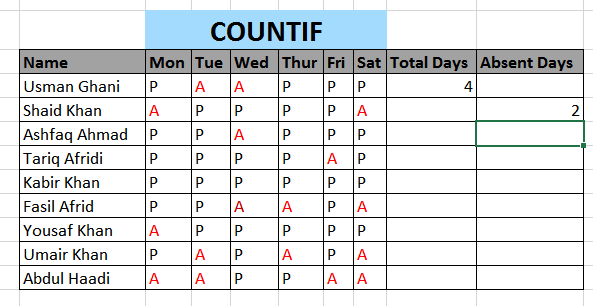 COUNTIF
Name Mon Tue Wed Thur Fri Sat Total Days Absent Days
Usman Ghani P A A P P P 4
Shaid Khan A P P P P A 2
Ashfaq Ahmad P P A P P P
Tariq Afridi P P P P A P
Kabir Khan P P P P P P
Fasil Afrid P P A A P A
Yousaf Khan A P P P P P
Umair Khan P A P A P A
Abdul Haadi A A P P A A